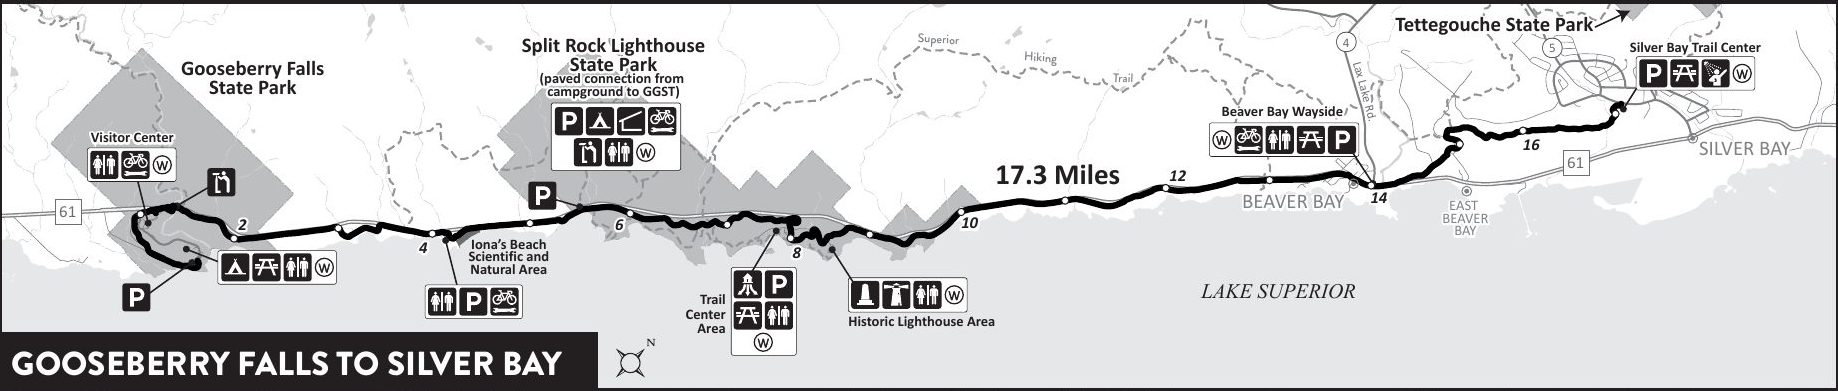 Tettegouche State Park
Superior
Hiking
Trail
4
Lax Lake Rd.
5
Silver Bay Trail Center
P
W
Split Rock Lighthouse
State Park
(paved connection from
campground to GGST)
P
W
Gooseberry Falls
State Park
Visitor Center
W
61
2
P
W
P
4
Iona's Beach
Scientific and
Natural Area
P
P
6
8
Trail
Center
Area
P
W
W
Historic Lighthouse Area
10
17.3 Miles
12
Beaver Bay Wayside
W
P
BEAVER BAY
14
EAST
BEAVER
BAY
16
61
SILVER BAY
LAKE SUPERIOR
N
GOOSEBERRY FALLS TO SILVER BAY